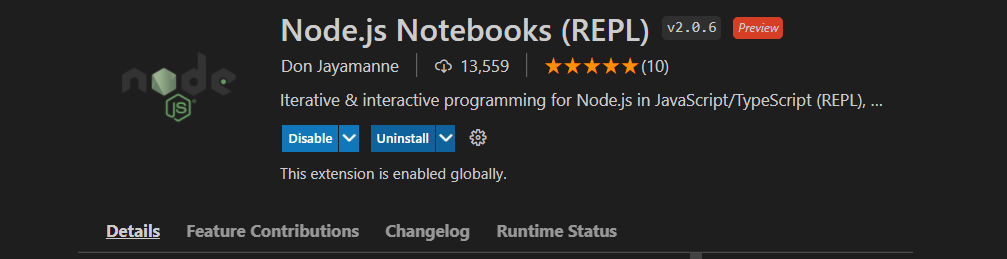 Node.js Notebooks (REPL) v2.0.6 Preview
node
JS
Don Jayamanne 13,559 (10)
Iterative & interactive programming for Node.js in JavaScript/TypeScript (REPL), ...
Disable Uninstall
This extension is enabled globally.
Details Feature Contributions Changelog Runtime Status